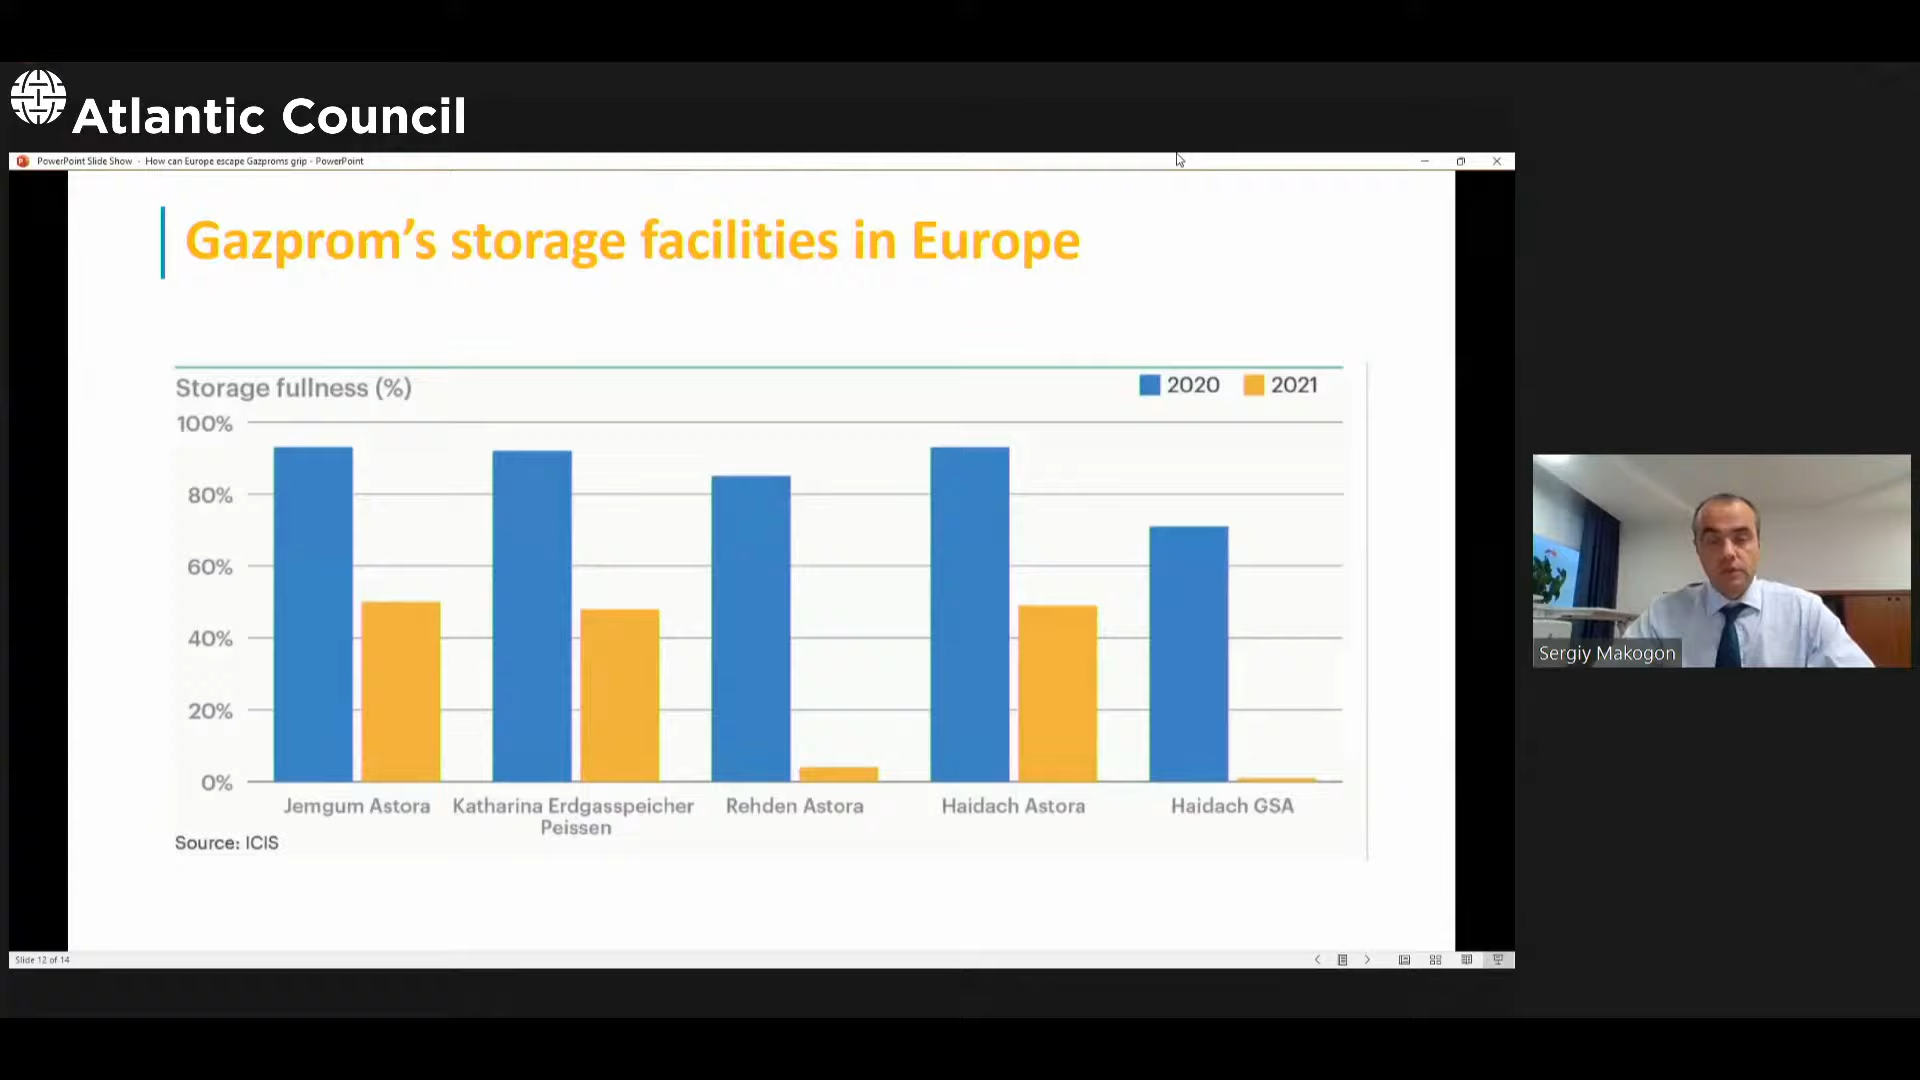 Atlantic Council
PowerPoint Slide Show - How can Europe escape Gazproms grip - PowerPoint
Gazprom's storage facilities in Europe
Storage fullness (%)
2020 2021
100%
80%
60%
40%
20%
0%
Jemgum Astora
Katharina Erdgasspeicher
Peissen
Rehden Astora
Haidach Astora
Haidach GSA
Source: ICIS
Slide 12 of 14
Sergiy Makogon